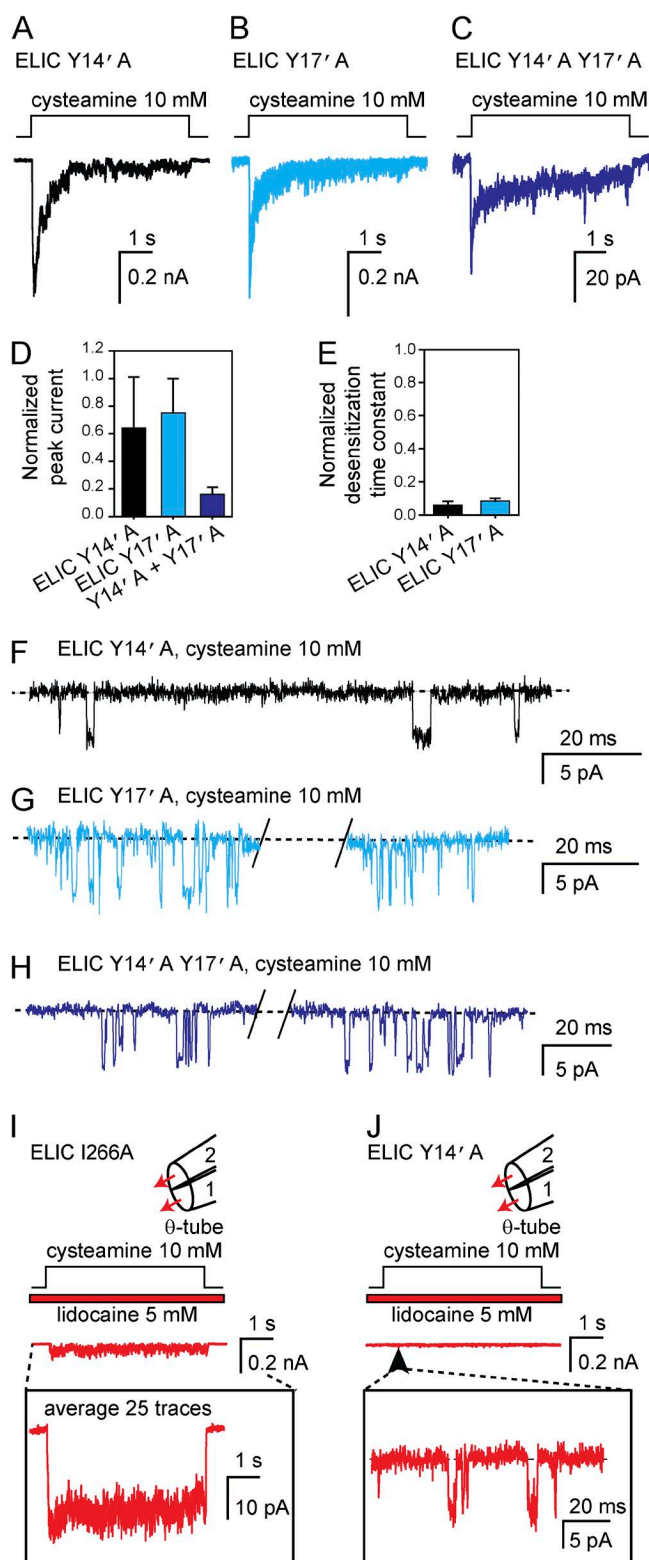 A
ELIC Y14′ A
cysteamine 10 mM
1 s
0.2 nA
B
ELIC Y17′ A
cysteamine 10 mM
1 s
0.2 nA
C
ELIC Y14′ A Y17′ A
cysteamine 10 mM
1 s
20 pA
D
Normalized
peak current
1.2
1.0
0.8
0.6
0.4
0.2
0.0
ELIC Y14′ A
ELIC Y17′ A
Y14′ A + Y17′ A
E
Normalized
desensitization
time constant
1.0
0.8
0.6
0.4
0.2
0.0
ELIC Y14′ A
ELIC Y17′ A
F
ELIC Y14′ A, cysteamine 10 mM
20 ms
5 pA
G
ELIC Y17′ A, cysteamine 10 mM
20 ms
5 pA
H
ELIC Y14′ A Y17′ A, cysteamine 10 mM
20 ms
5 pA
I
ELIC I266A
2
1
θ-tube
cysteamine 10 mM
lidocaine 5 mM
1 s
0.2 nA
average 25 traces
1 s
10 pA
J
ELIC Y14′ A
2
1
θ-tube
cysteamine 10 mM
lidocaine 5 mM
1 s
0.2 nA
20 ms
5 pA